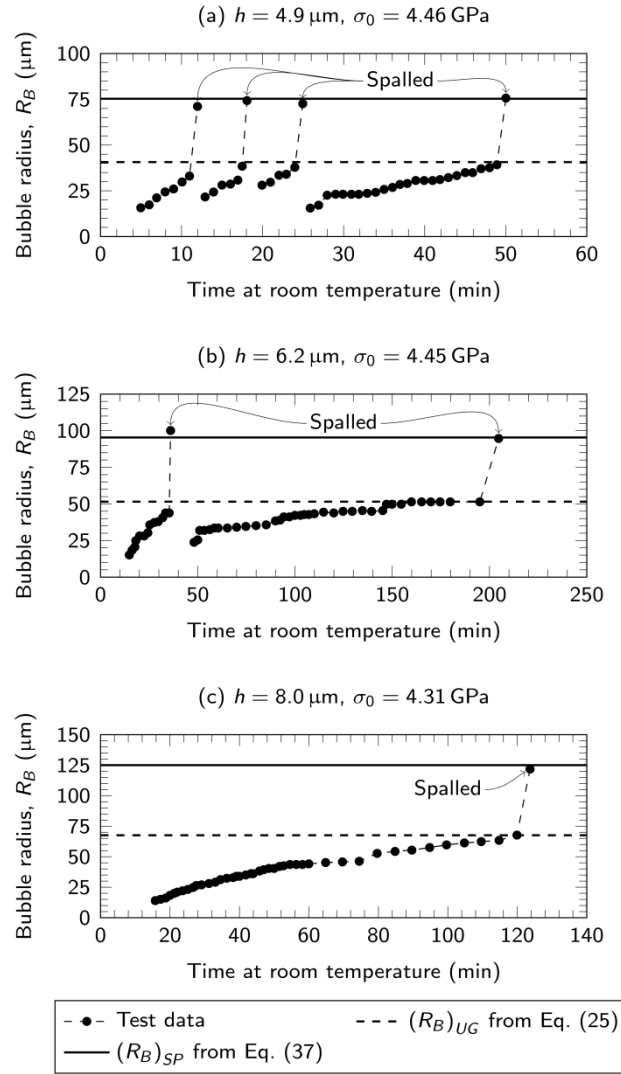 (a) h = 4.9 μm, σ0 = 4.46 GPa
100
75
50
25
0
Bubble radius, RB (μm)
Spalled
0 10 20 30 40 50 60
Time at room temperature (min)
(b) h = 6.2 μm, σ0 = 4.45 GPa
125
100
75
50
25
0
Bubble radius, RB (μm)
Spalled
0 50 100 150 200 250
Time at room temperature (min)
(c) h = 8.0 μm, σ0 = 4.31 GPa
150
125
100
75
50
25
0
Bubble radius, RB (μm)
Spalled
0 20 40 60 80 100 120 140
Time at room temperature (min)
Test data
(RB)UG from Eq. (25)
(RB)SP from Eq. (37)